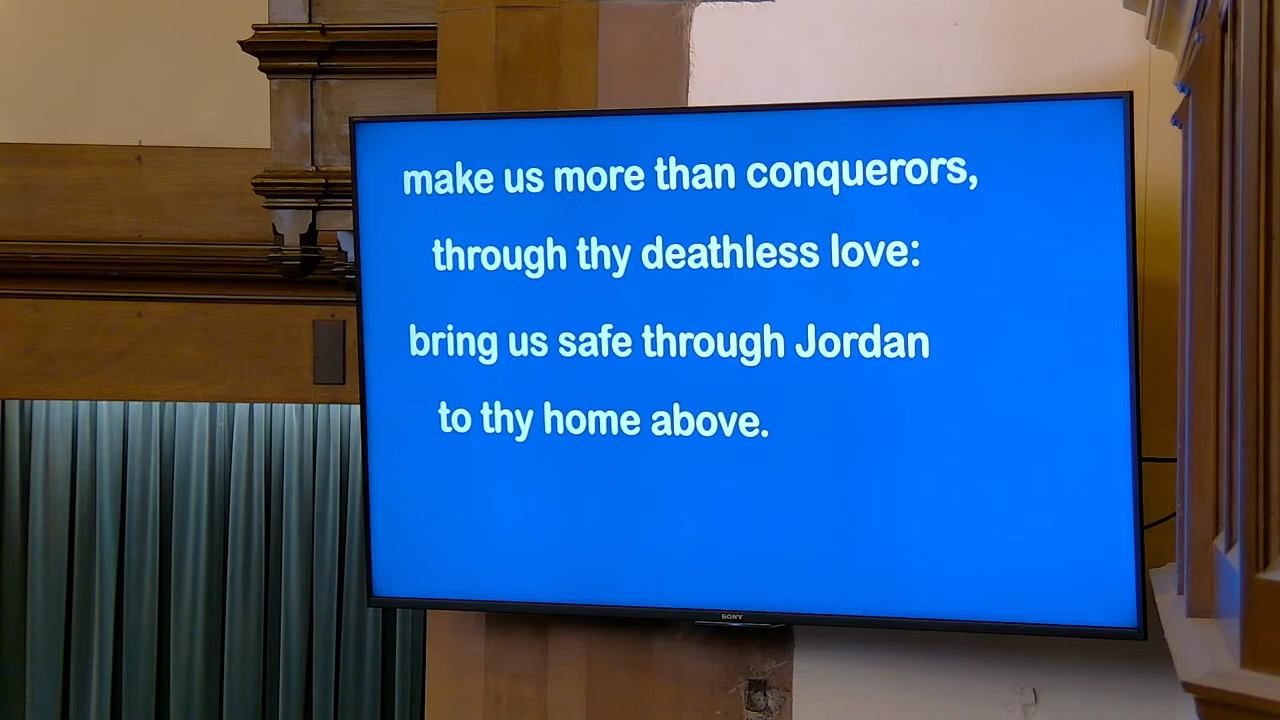 make us more than conquerors,
through thy deathless love:
bring us safe through Jordan
to thy home above.
SONY